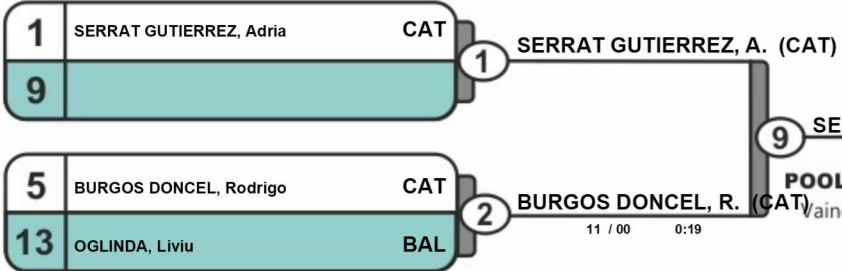 1 SERRAT GUTIERREZ, Adria CAT
9
1
SERRAT GUTIERREZ, A. (CAT)
9
SE
5 BURGOS DONCEL, Rodrigo CAT
13 OGLINDA, Liviu BAL
2
BURGOS DONCEL, R. (CAT)
11 / 00 0:19
POOL
Vain